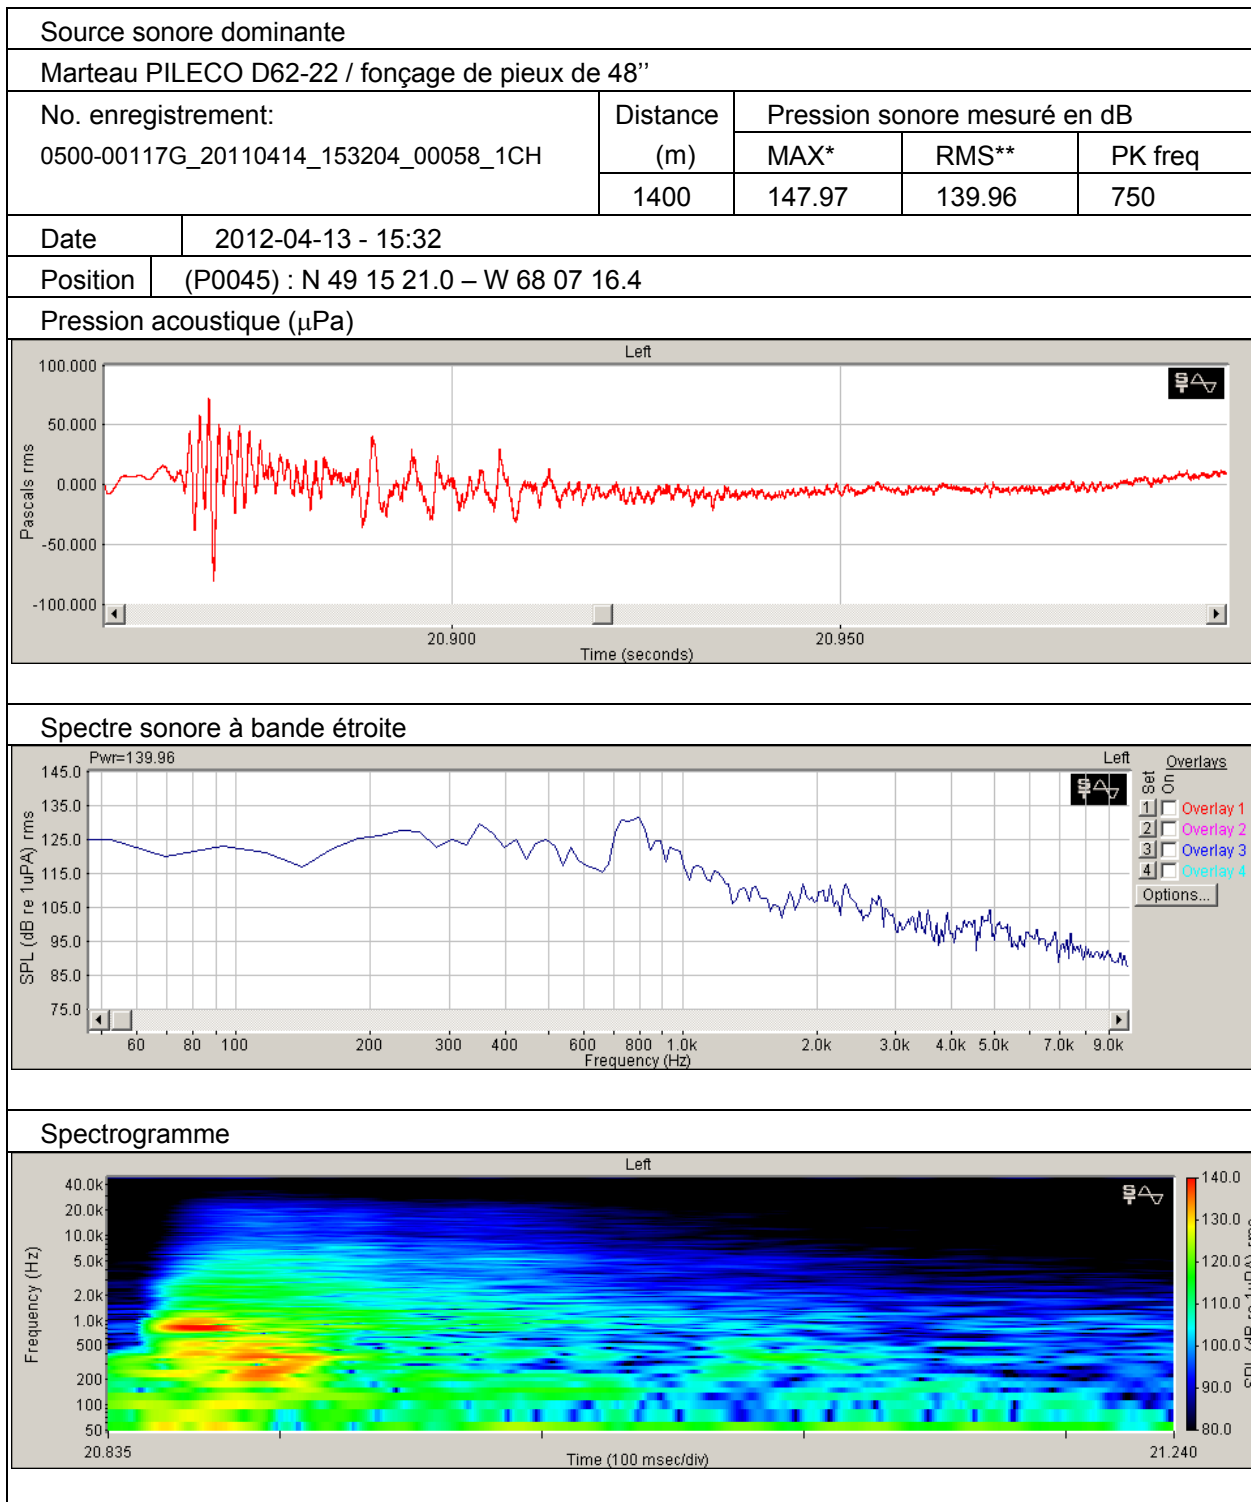 Source sonore dominante
Marteau PILECO D62-22 / fonçage de pieux de 48’’
No. enregistrement:
0500-00117G_20110414_153204_00058_1CH
Distance
(m)
Pression sonore mesuré en dB
MAX* RMS** PK freq
1400 147.97 139.96 750
Date 2012-04-13 - 15:32
Position (P0045) : N 49 15 21.0 – W 68 07 16.4
Pression acoustique (μPa)
Left
100.000
50.000
0.000
-50.000
-100.000
Pascals rms
20.900 20.950
Time (seconds)
Spectre sonore à bande étroite
Pwr=139.96 Left
145.0
135.0
125.0
115.0
105.0
95.0
85.0
75.0
SPL (dB re 1uPA) rms
60 80 100 200 300 400 600 800 1.0k 2.0k 3.0k 4.0k 5.0k 7.0k 9.0k
Frequency (Hz)
Overlays
Set On
1 Overlay 1
2 Overlay 2
3 Overlay 3
4 Overlay 4
Options...
Spectrogramme
Left
40.0k
20.0k
10.0k
5.0k
2.0k
1.0k
500
200
100
50
Frequency (Hz)
20.835 21.240
Time (100 msec/div)
140.0
130.0
120.0
110.0
100.0
90.0
80.0
SPL (dB re 1uPA) rms